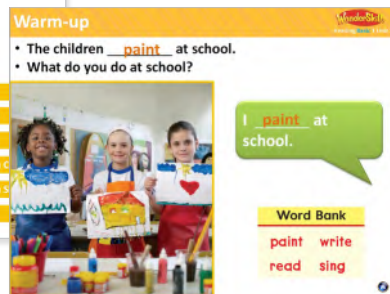 Warm-up
WonderSkills
• The children paint at school.
• What do you do at school?
I paint at
school.
Word Bank
paint write
read sing